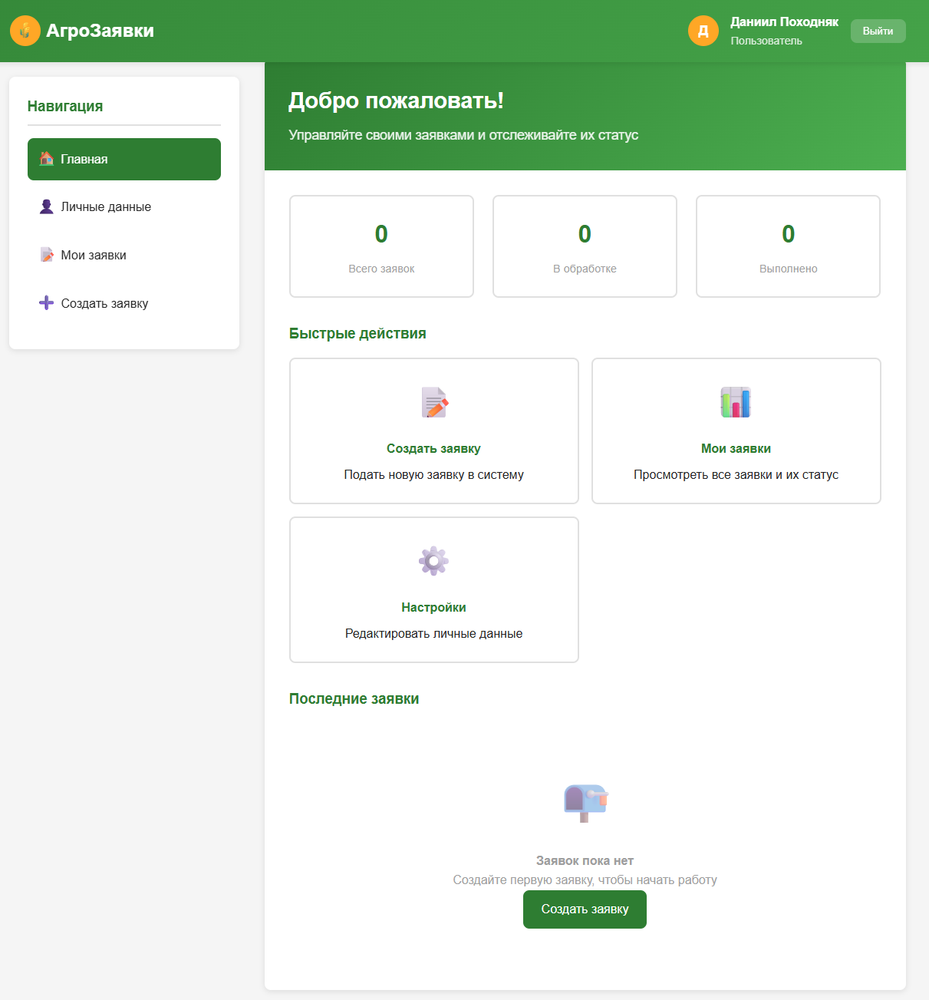 АгроЗаявки
Д
Даниил Походняк
Пользователь
Выйти
Навигация
Главная
Личные данные
Мои заявки
Создать заявку
Добро пожаловать!
Управляйте своими заявками и отслеживайте их статус
0
Всего заявок
0
В обработке
0
Выполнено
Быстрые действия
Создать заявку
Подать новую заявку в систему
Мои заявки
Просмотреть все заявки и их статус
Настройки
Редактировать личные данные
Последние заявки
Заявок пока нет
Создайте первую заявку, чтобы начать работу
Создать заявку